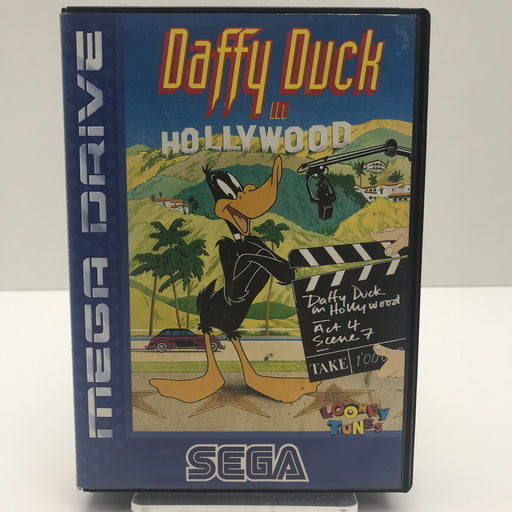 MEGA DRIVE
Daffy Duck
in
HOLLYWOOD
Daffy Duck
in Hollywood
Act 4
Scene 7
TAKE
LOONEY
TUNES
SEGA